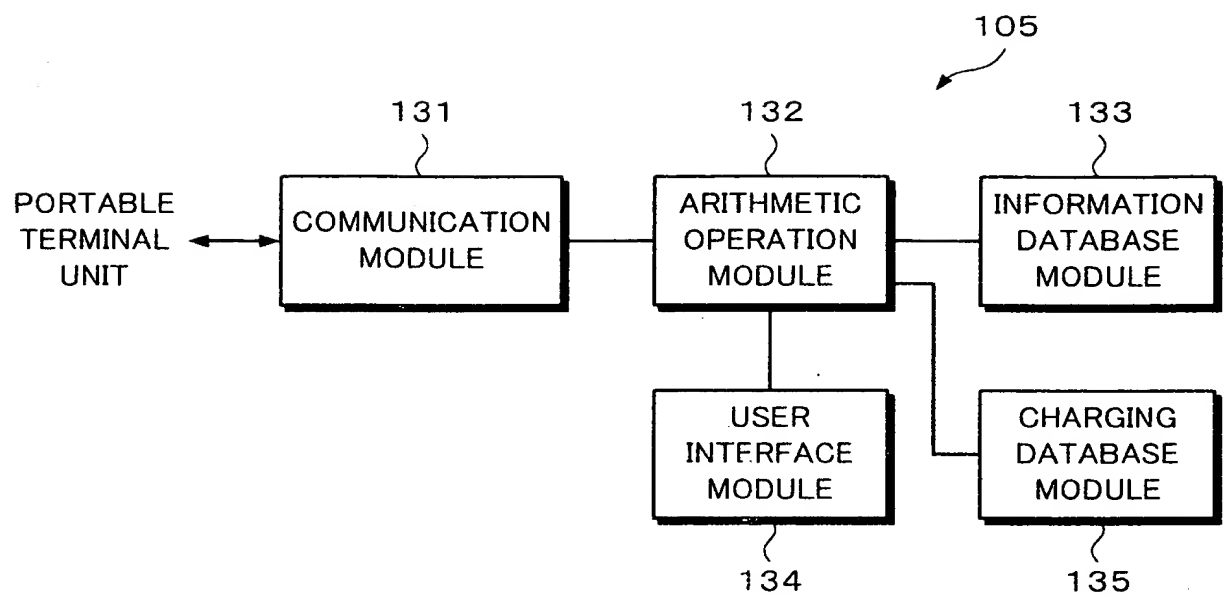 105
131
132
133
PORTABLE
TERMINAL
UNIT
COMMUNICATION
MODULE
ARITHMETIC
OPERATION
MODULE
INFORMATION
DATABASE
MODULE
USER
INTERFACE
MODULE
CHARGING
DATABASE
MODULE
134
135